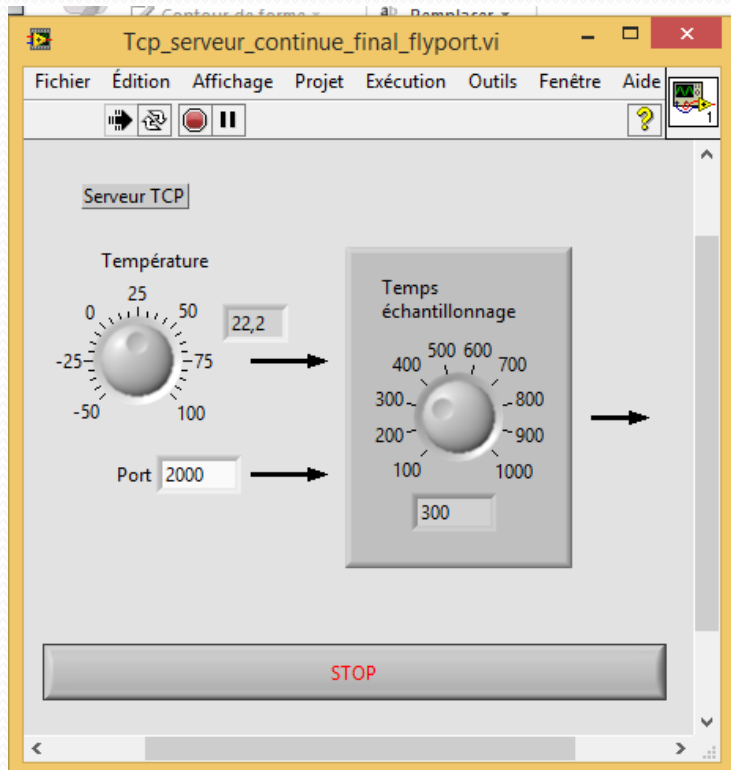 Contour de forme
Remplacer
Tcp_serveur_continue_final_flyport.vi
Fichier Édition Affichage Projet Exécution Outils Fenêtre Aide
1
Serveur TCP
Température
25
0 50
-25 75
-50 100
22,2
Port 2000
Temps
échantillonnage
500 600
400 700
300 800
200 900
100 1000
300
STOP